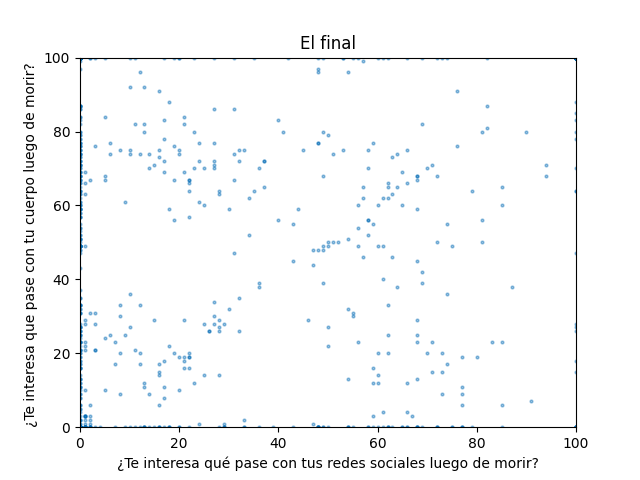 El final
100
80
60
40
20
0
¿Te interesa que pase con tu cuerpo luego de morir?
0 20 40 60 80 100
¿Te interesa qué pase con tus redes sociales luego de morir?